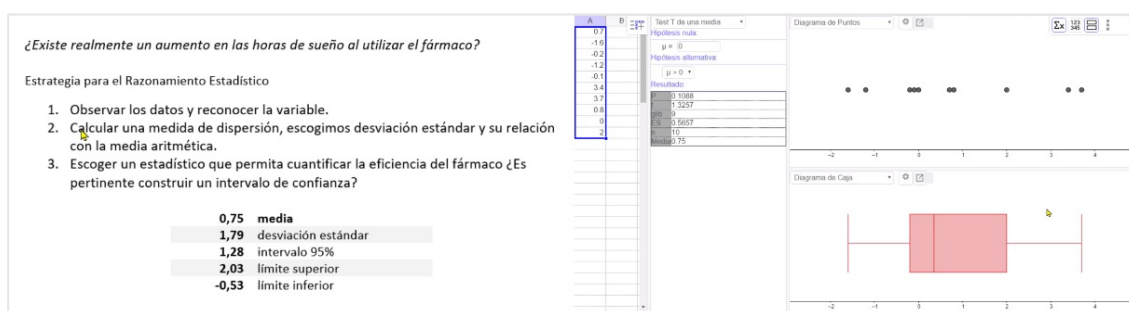 ¿Existe realmente un aumento en las horas de sueño al utilizar el fármaco?
Estrategia para el Razonamiento Estadístico
1. Observar los datos y reconocer la variable.
2. Calcular una medida de dispersión, escogimos desviación estándar y su relación
con la media aritmética.
3. Escoger un estadístico que permita cuantificar la eficiencia del fármaco ¿Es
pertinente construir un intervalo de confianza?
0,75 media
1,79 desviación estándar
1,28 intervalo 95%
2,03 límite superior
-0,53 límite inferior
A B
0.7
-1.6
-0.2
-1.2
-0.1
3.4
3.7
0.8
0
2
Test T de una media
Hipótesis nula:
μ = 0
Hipótesis alternativa:
μ > 0
Resultado
P 0.1088
t 1.3257
9
ES 0.5657
n 10
Media 0.75
Diagrama de Puntos
Σx 123 345
-2 -1 0 1 2 3 4
Diagrama de Caja
-2 -1 0 1 2 3 4